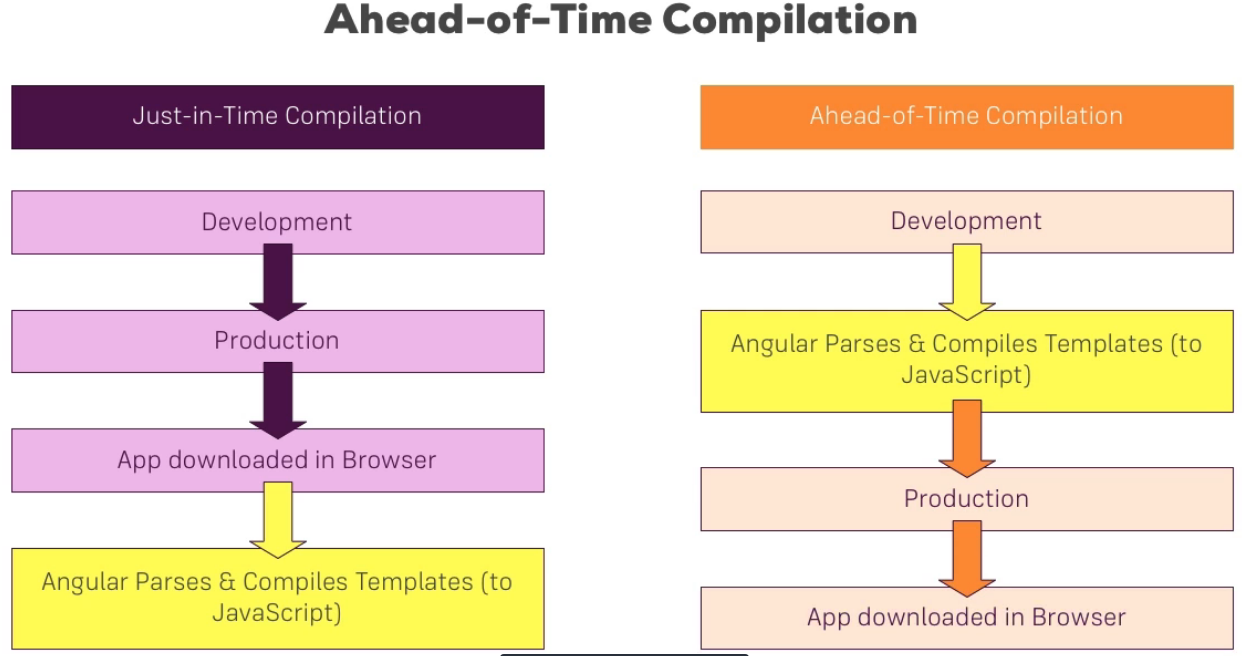 Ahead-of-Time Compilation
Just-in-Time Compilation
Development
Production
App downloaded in Browser
Angular Parses & Compiles Templates (to
JavaScript)
Ahead-of-Time Compilation
Development
Angular Parses & Compiles Templates (to
JavaScript)
Production
App downloaded in Browser